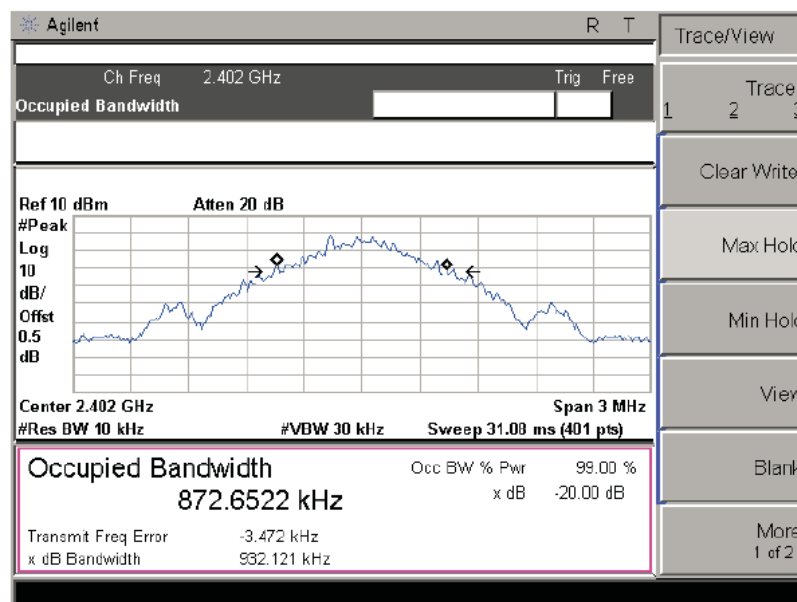 Agilent R T
Trace/View
Ch Freq 2.402 GHz Trig Free
Occupied Bandwidth
Trace
1 2 3
Clear Write
Ref 10 dBm Atten 20 dB
#Peak
Log
10
dB/
Offst
0.5
dB
Max Hold
Min Hold
View
Center 2.402 GHz Span 3 MHz
#Res BW 10 kHz #VBW 30 kHz Sweep 31.08 ms (401 pts)
Occupied Bandwidth Occ BW % Pwr 99.00 %
872.6522 kHz x dB -20.00 dB
Transmit Freq Error -3.472 kHz
x dB Bandwidth 932.121 kHz
Blank
More
1 of 2